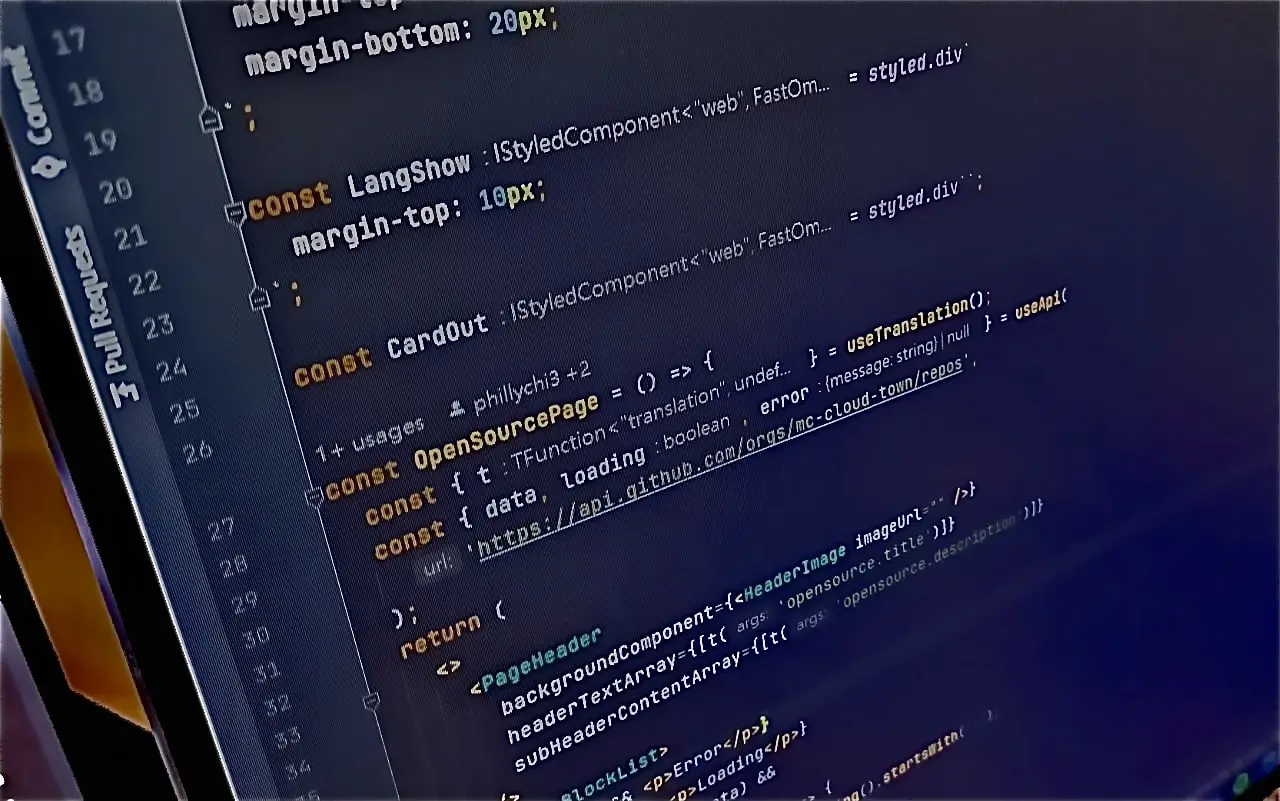 Commit
Pull Requests
17
18
19
20
21
22
23
24
25
26
27
28
29
30
31
32
33
34
margin-top
margin-bottom: 20px;
`;
const LangShow : IStyledComponent<"web", FastOm... = styled.div`
margin-top: 10px;
`;
const CardOut : IStyledComponent<"web", FastOm... = styled.div``;
1+ usages phillychi3 +2
const OpenSourcePage = () => {
const { t : TFunction<"translation", undef... } = useTranslation();
const { data, loading : boolean , error : {message: string} | null } = useApi(
url: 'https://api.github.com/orgs/mc-cloud-town/repos',
);
return (
<>
<PageHeader
backgroundComponent={<HeaderImage imageUrl="" />}
headerTextArray={[t( args: 'opensource.title')]}
subHeaderContentArray={[t( args: 'opensource.description')]}
/>
BlockList>
&& <p>Error</p>}
<p>Loading</p>}
&&
=> {
().startsWith(